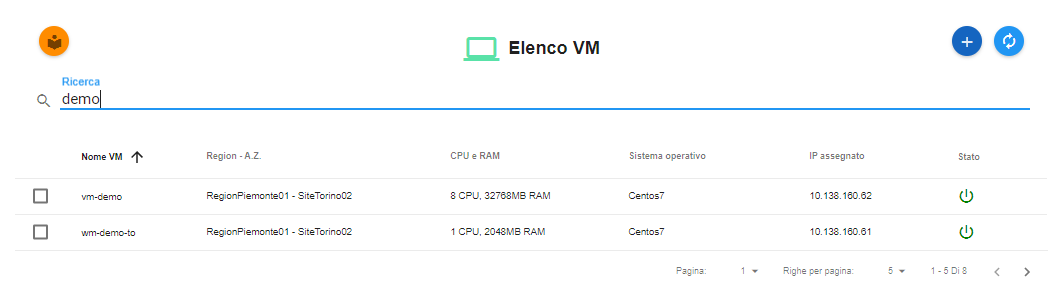 Elenco VM
Ricerca
demo
Nome VM Region - A.Z. CPU e RAM Sistema operativo IP assegnato Stato
vm-demo RegionPiemonte01 - SiteTorino02 8 CPU, 32768MB RAM Centos7 10.138.160.62
wm-demo-to RegionPiemonte01 - SiteTorino02 1 CPU, 2048MB RAM Centos7 10.138.160.61
Pagina: 1 Righe per pagina: 5 1 - 5 Di 8